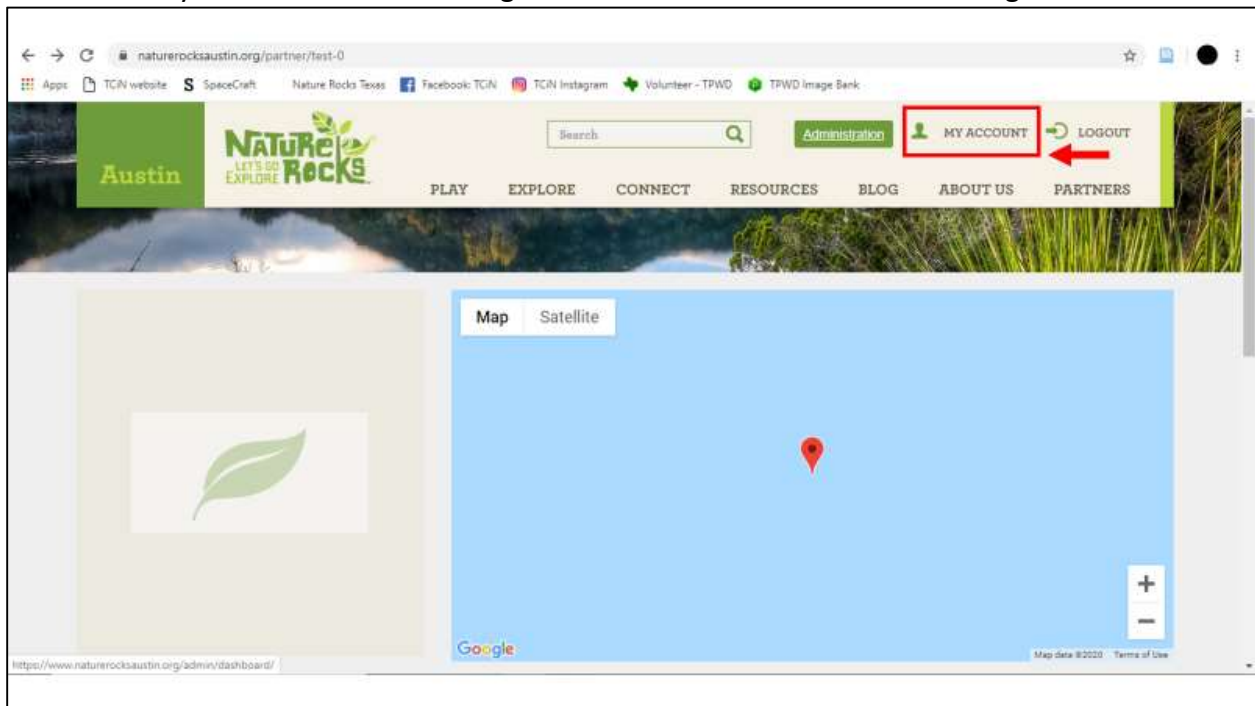 naturerocksaustin.org/partner/test-0
Apps TCiN website S SpaceCraft Nature Rocks Texas Facebook: TCiN TCiN Instagram Volunteer - TPWD TPWD Image Bank
Austin
NATURE ROCKS
LET'S GO EXPLORE
Search
Administration
MY ACCOUNT
LOGOUT
PLAY EXPLORE CONNECT RESOURCES BLOG ABOUT US PARTNERS
Map Satellite
+
−
Google
Map data ©2020 Terms of Use
https://www.naturerocksaustin.org/admin/dashboard/